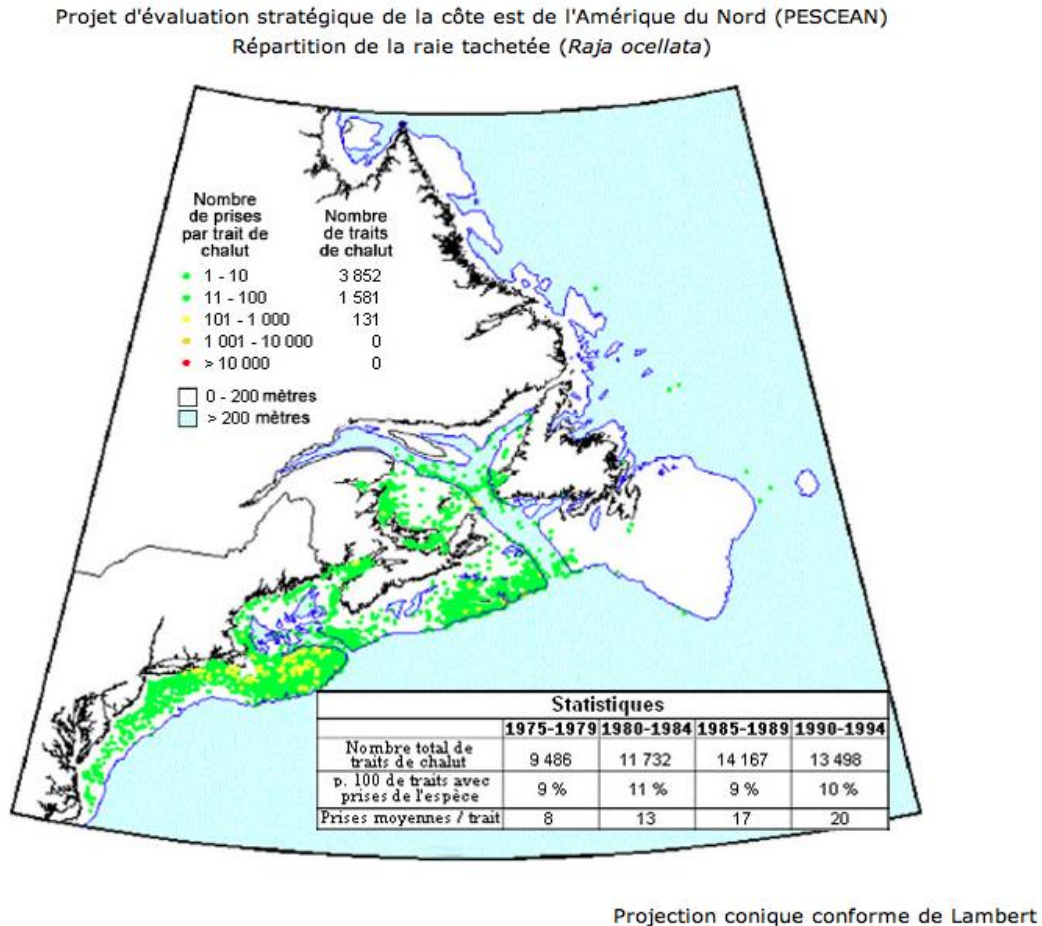 Projet d'évaluation stratégique de la côte est de l'Amérique du Nord (PESCEAN)
Répartition de la raie tachetée (Raja ocellata)
Nombre de prises par trait de chalut
Nombre de traits de chalut
1 - 10 3 852
11 - 100 1 581
101 - 1 000 131
1 001 - 10 000 0
> 10 000 0
0 - 200 mètres
> 200 mètres
Statistiques
1975-1979 1980-1984 1985-1989 1990-1994
Nombre total de traits de chalut 9 486 11 732 14 167 13 498
p. 100 de traits avec prises de l'espèce 9 % 11 % 9 % 10 %
Prises moyennes / trait 8 13 17 20
Projection conique conforme de Lambert